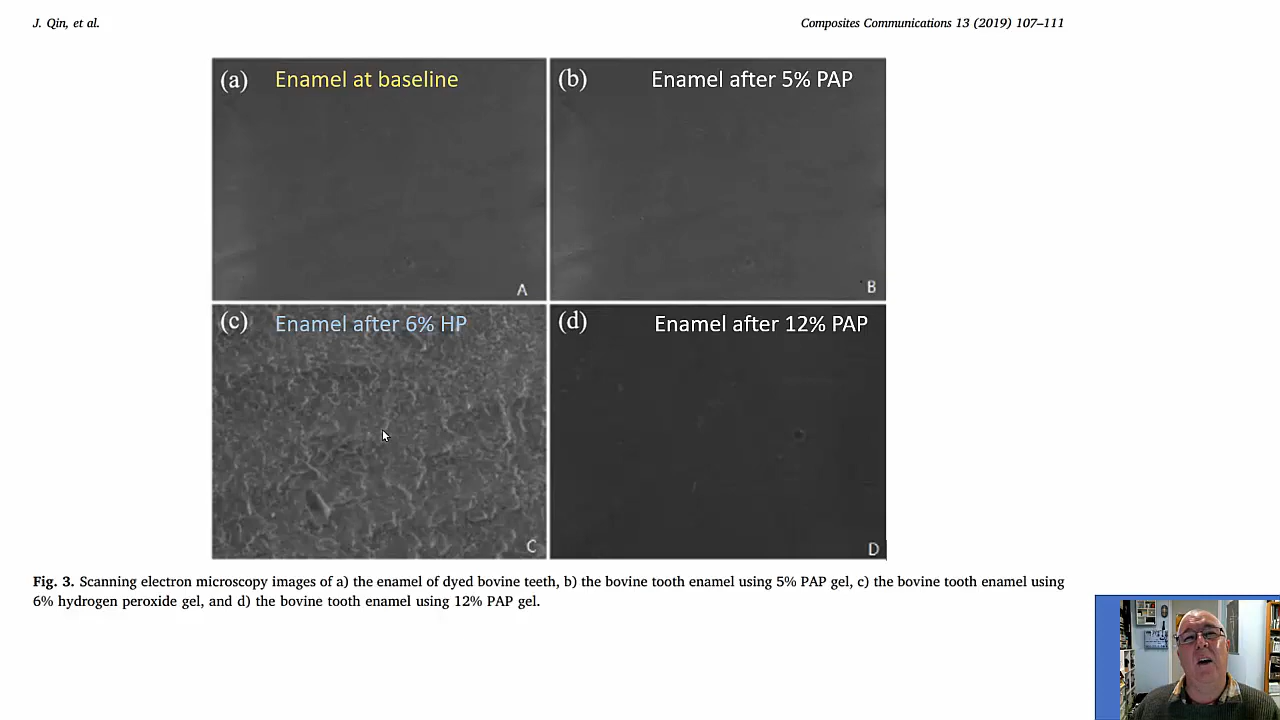 J. Qin, et al.
Composites Communications 13 (2019) 107–111
(a) Enamel at baseline
(b) Enamel after 5% PAP
A
B
(c) Enamel after 6% HP
(d) Enamel after 12% PAP
C
D
Fig. 3. Scanning electron microscopy images of a) the enamel of dyed bovine teeth, b) the bovine tooth enamel using 5% PAP gel, c) the bovine tooth enamel using
6% hydrogen peroxide gel, and d) the bovine tooth enamel using 12% PAP gel.